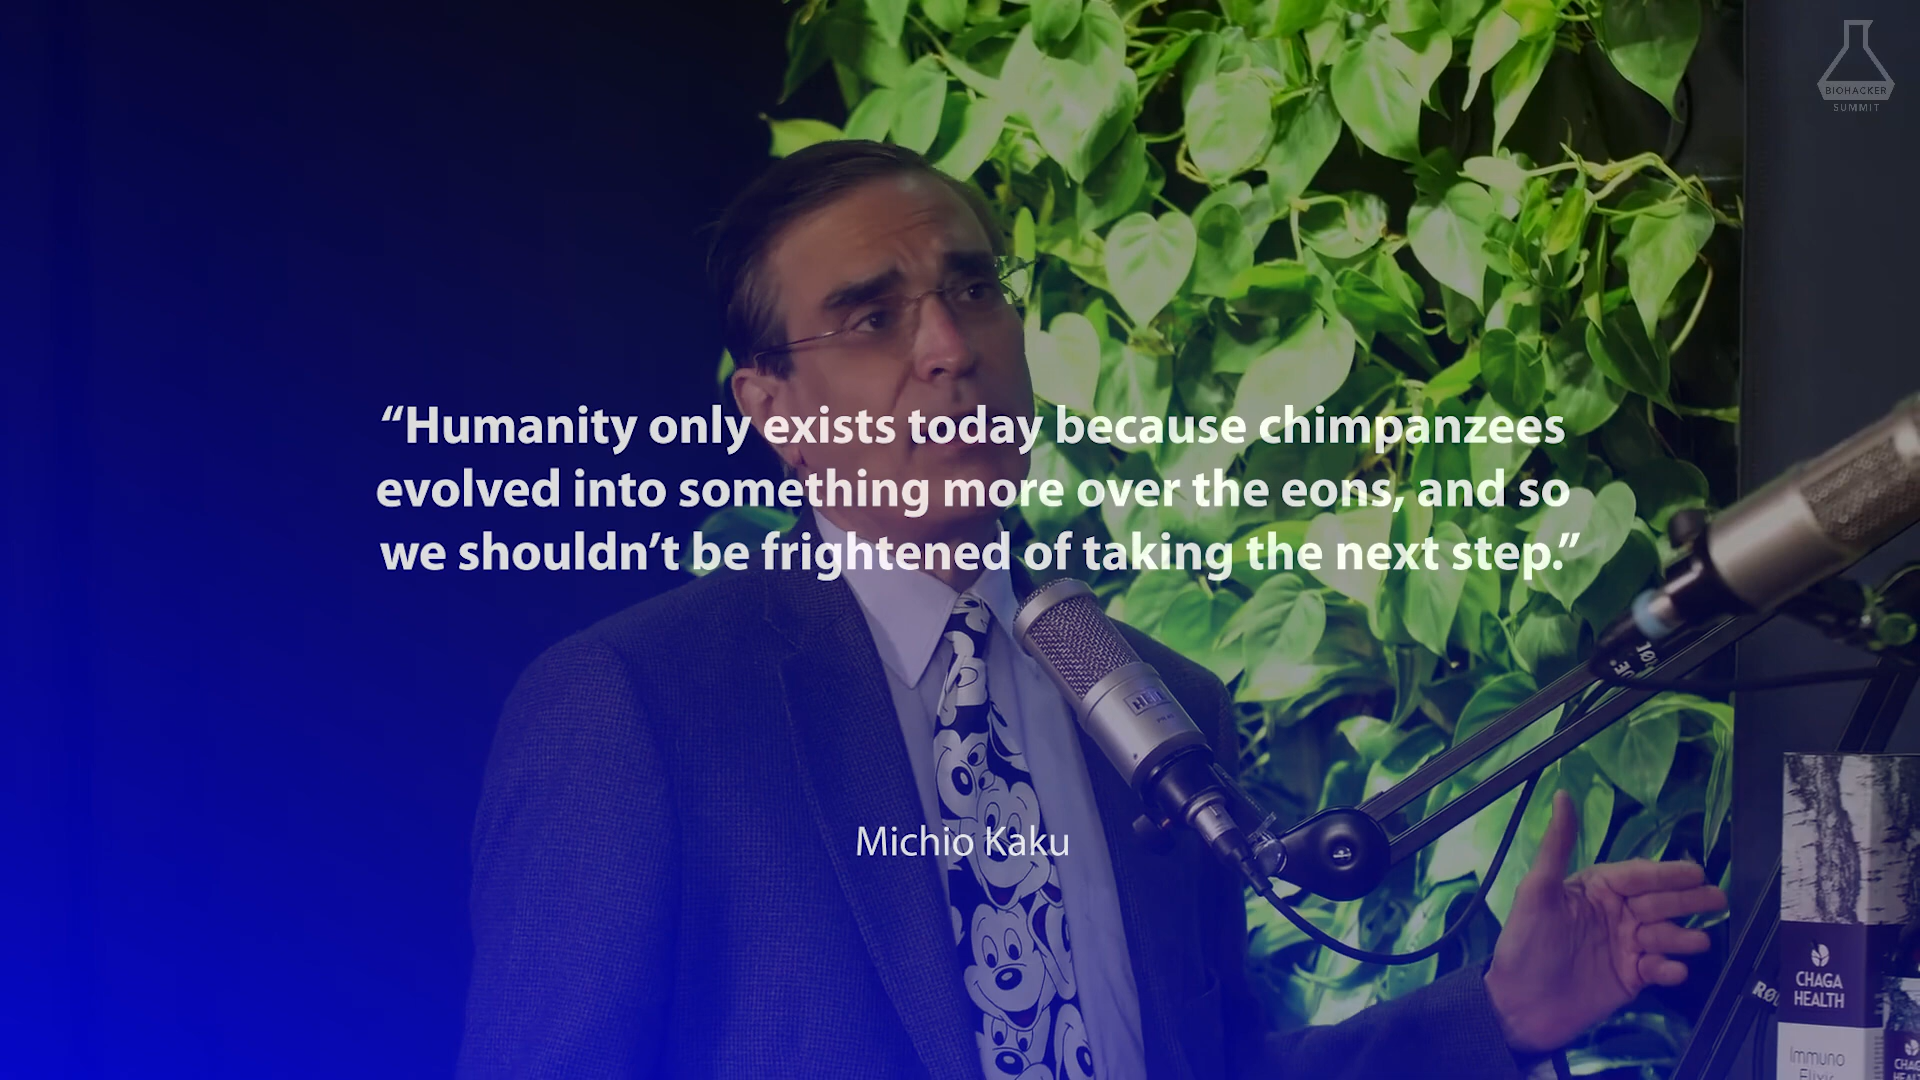 BIOHACKER
SUMMIT
“Humanity only exists today because chimpanzees
evolved into something more over the eons, and so
we shouldn’t be frightened of taking the next step.”
Michio Kaku
CHAGA
HEALTH
Immuno
Elixir